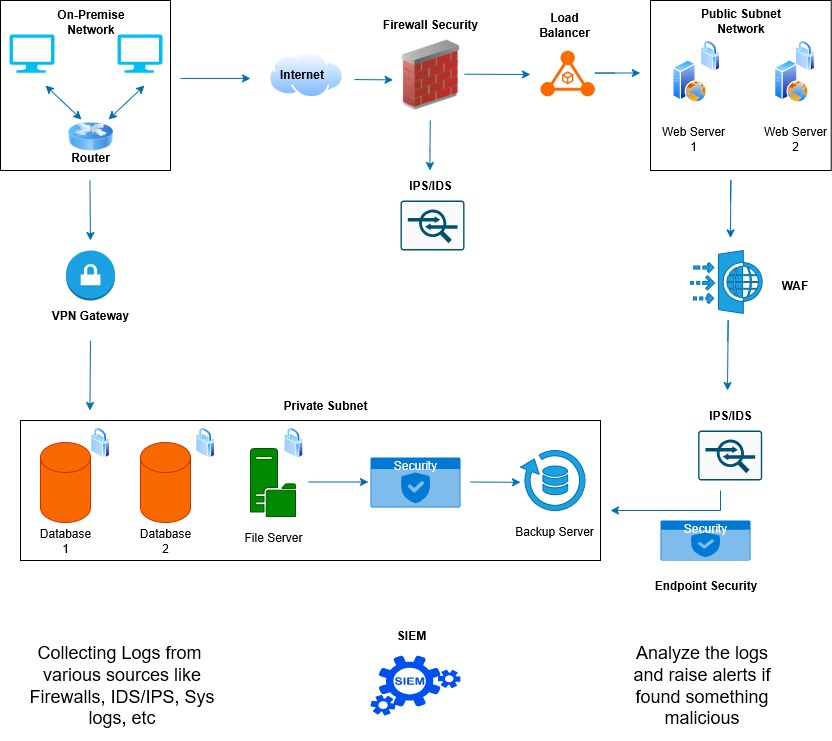 On-Premise
Network
Router
Internet
Firewall Security
Load
Balancer
Public Subnet
Network
Web Server
1
Web Server
2
IPS/IDS
VPN Gateway
WAF
IPS/IDS
Private Subnet
Database
1
Database
2
File Server
Security
Backup Server
Security
Endpoint Security
Collecting Logs from
various sources like
Firewalls, IDS/IPS, Sys
logs, etc
SIEM
SIEM
Analyze the logs
and raise alerts if
found something
malicious